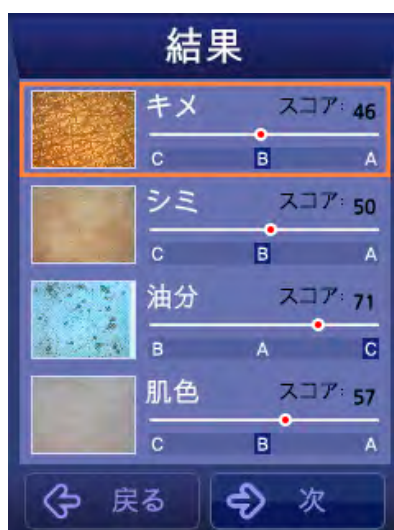 結果
キメ スコア: 46
C B A
シミ スコア: 50
C B A
油分 スコア: 71
B A C
肌色 スコア: 57
C B A
戻る 次